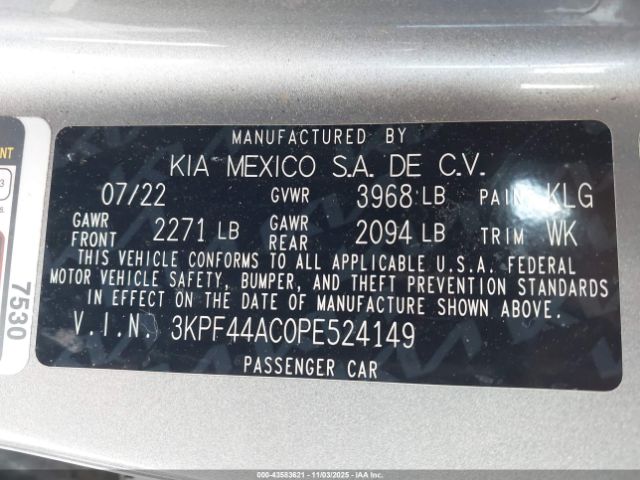 MANUFACTURED BY
KIA MEXICO S.A. DE C.V.
07/22 GVWR 3968 LB PAINT KLG
GAWR FRONT 2271 LB GAWR REAR 2094 LB TRIM WK
THIS VEHICLE CONFORMS TO ALL APPLICABLE U.S.A. FEDERAL
MOTOR VEHICLE SAFETY, BUMPER, AND THEFT PREVENTION STANDARDS
IN EFFECT ON THE DATE OF MANUFACTURE SHOWN ABOVE.
V.I.N. 3KPF44AC0PE524149
PASSENGER CAR
7530
000-43583621 - 11/03/2025 - IAAI.COM